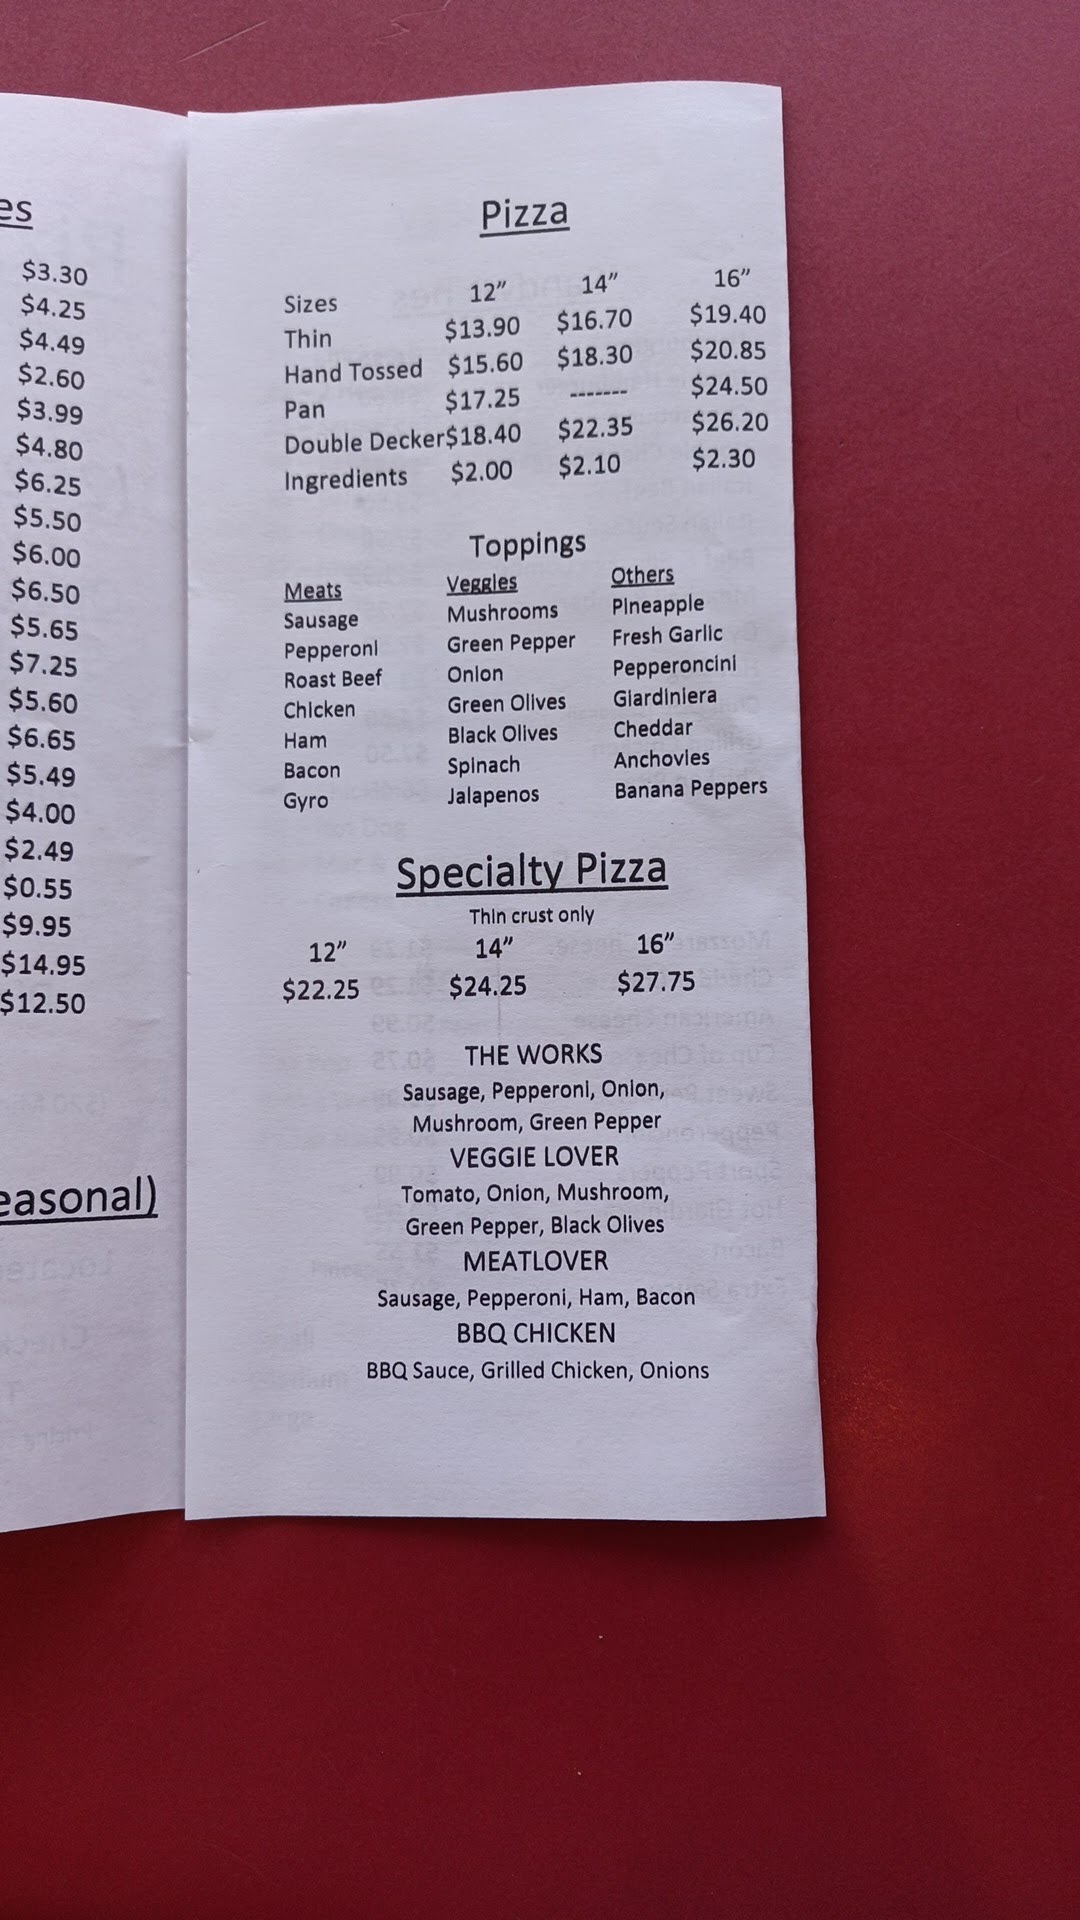 es
$3.30
$4.25
$4.49
$2.60
$3.99
$4.80
$6.25
$5.50
$6.00
$6.50
$5.65
$7.25
$5.60
$6.65
$5.49
$4.00
$2.49
$0.55
$9.95
$14.95
$12.50
easonal)
Pizza
Sizes 12” 14” 16”
Thin $13.90 $16.70 $19.40
Hand Tossed $15.60 $18.30 $20.85
Pan $17.25 ------- $24.50
Double Decker $18.40 $22.35 $26.20
Ingredients $2.00 $2.10 $2.30
Toppings
Meats Veggles Others
Sausage Mushrooms Pineapple
Pepperoni Green Pepper Fresh Garlic
Roast Beef Onion Pepperoncini
Chicken Green Olives Giardiniera
Ham Black Olives Cheddar
Bacon Spinach Anchovies
Gyro Jalapenos Banana Peppers
Specialty Pizza
Thin crust only
12” 14” 16”
$22.25 $24.25 $27.75
THE WORKS
Sausage, Pepperoni, Onion,
Mushroom, Green Pepper
VEGGIE LOVER
Tomato, Onion, Mushroom,
Green Pepper, Black Olives
MEATLOVER
Sausage, Pepperoni, Ham, Bacon
BBQ CHICKEN
BBQ Sauce, Grilled Chicken, Onions